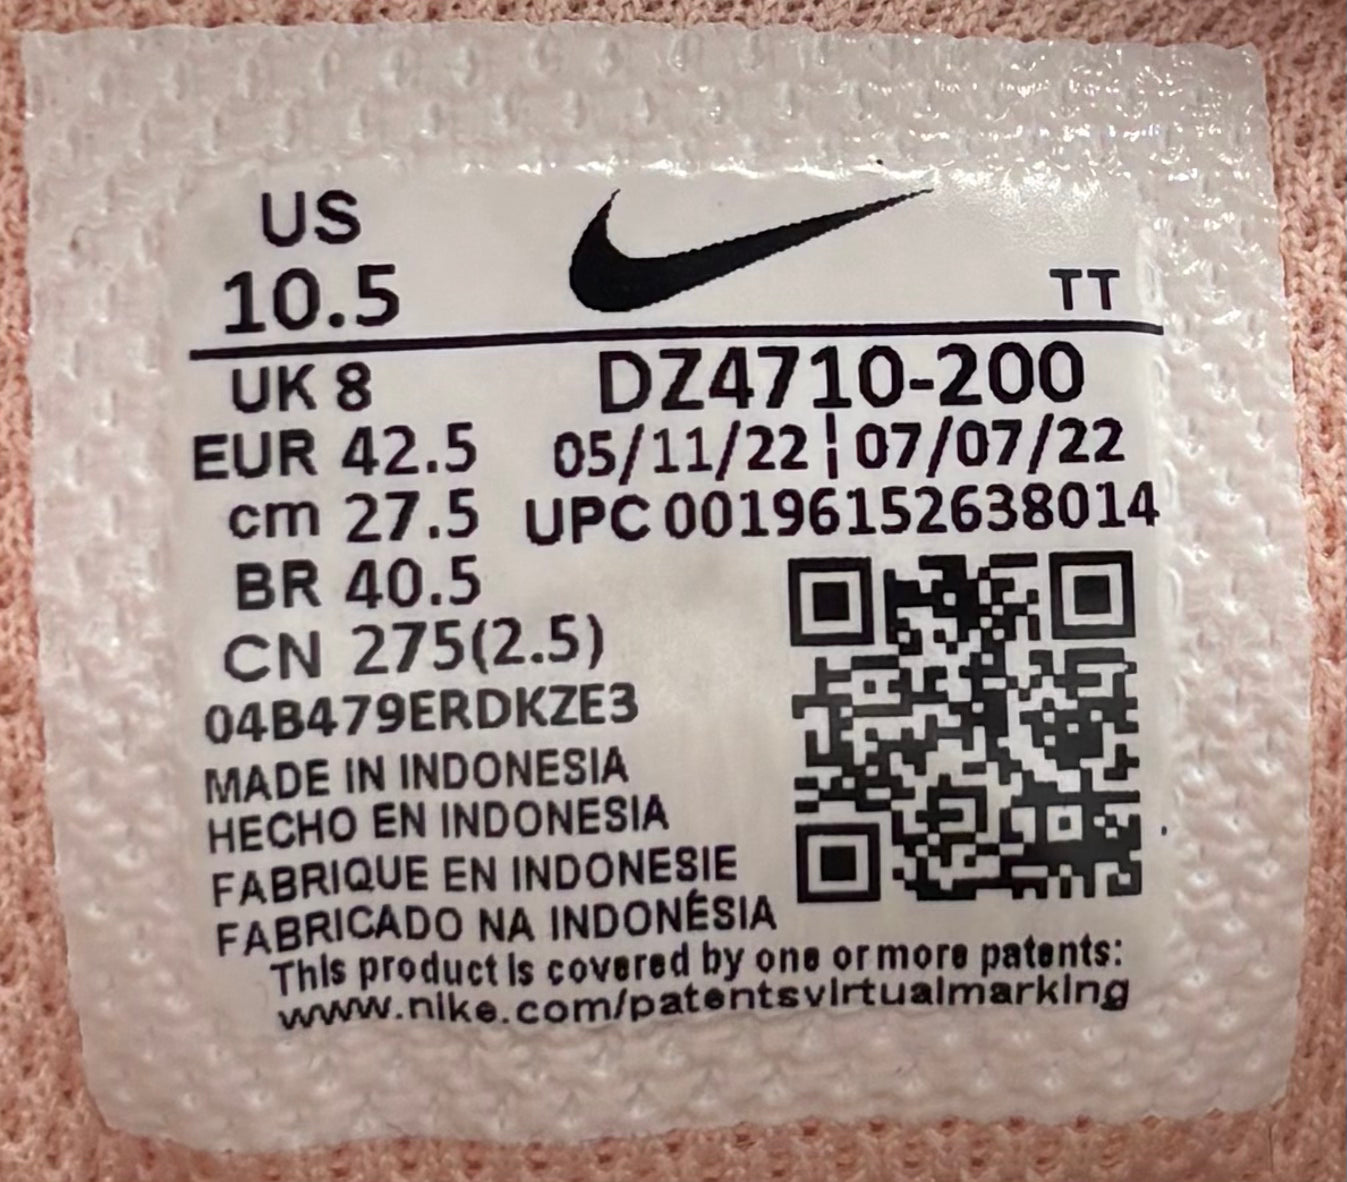 US
10.5
TT
UK 8
DZ4710-200
EUR 42.5
05/11/22 ¦ 07/07/22
cm 27.5
UPC 00196152638014
BR 40.5
CN 275(2.5)
04B479ERDKZE3
MADE IN INDONESIA
HECHO EN INDONESIA
FABRIQUE EN INDONESIE
FABRICADO NA INDONÉSIA
This product is covered by one or more patents:
www.nike.com/patentsvirtualmarking